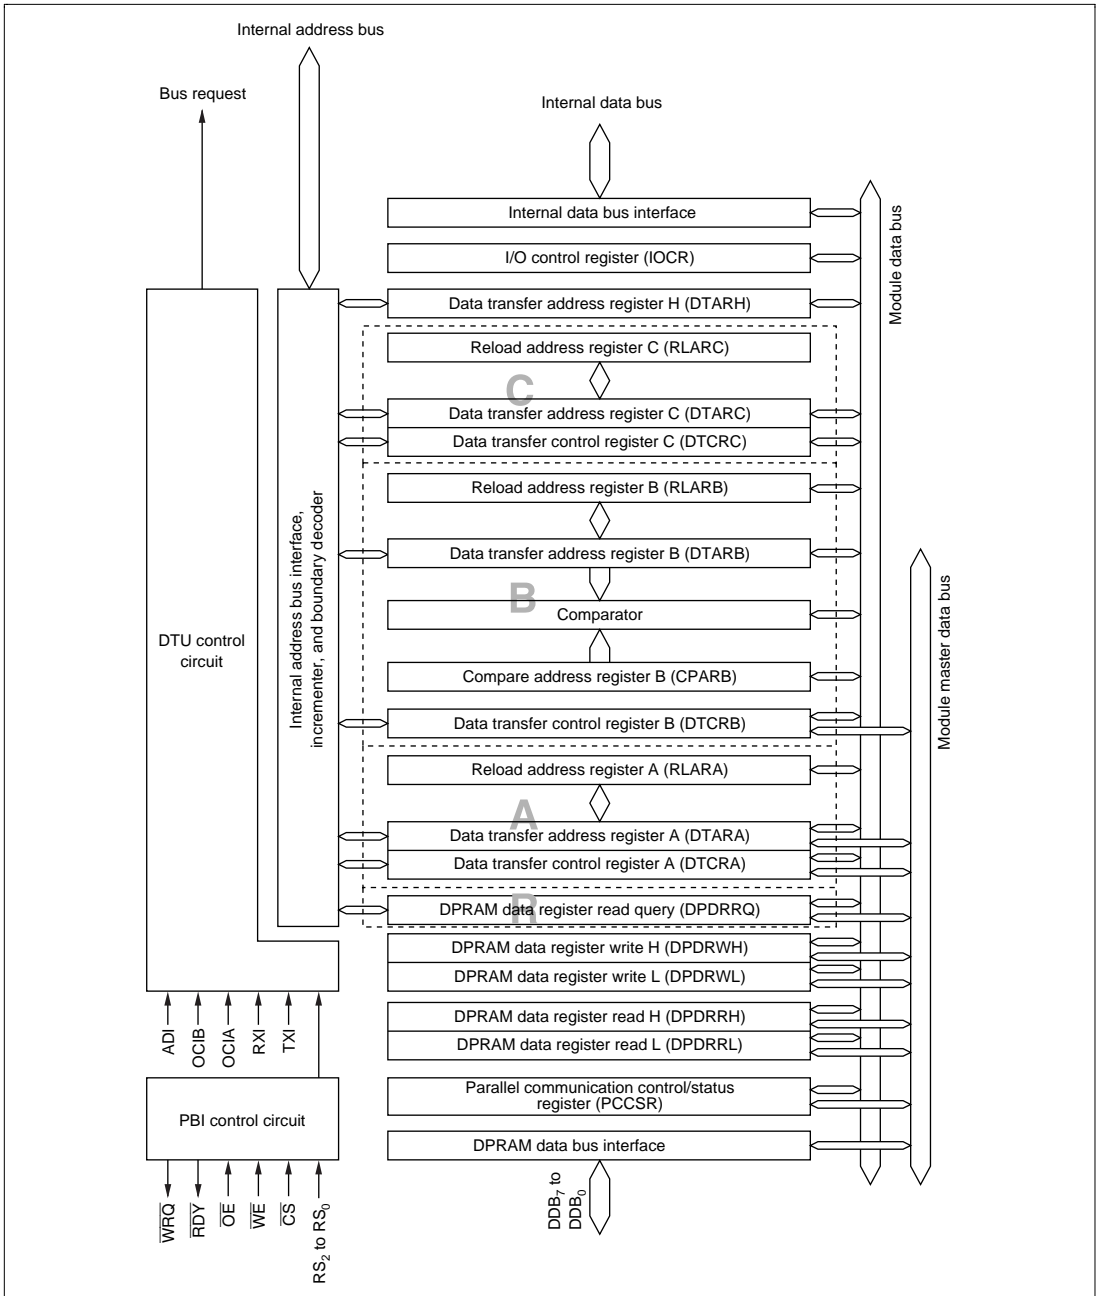 Internal address bus
Bus request
Internal data bus
Internal data bus interface
I/O control register (IOCR)
Data transfer address register H (DTARH)
Reload address register C (RLARC)
C
Data transfer address register C (DTARC)
Data transfer control register C (DTCRC)
Reload address register B (RLARB)
Data transfer address register B (DTARB)
B
Comparator
Compare address register B (CPARB)
Data transfer control register B (DTCRB)
Reload address register A (RLARA)
A
Data transfer address register A (DTARA)
Data transfer control register A (DTCRA)
R
DPRAM data register read query (DPDRRQ)
DPRAM data register write H (DPDRWH)
DPRAM data register write L (DPDRWL)
DPRAM data register read H (DPDRRH)
DPRAM data register read L (DPDRRL)
Parallel communication control/status
register (PCCSR)
DPRAM data bus interface
DDB7 to
DDB0
Module data bus
Module master data bus
DTU control
circuit
Internal address bus interface,
incrementer, and boundary decoder
ADI
OCIB
OCIA
RXI
TXI
PBI control circuit
WRQ
RDY
OE
WE
CS
RS2 to RS0